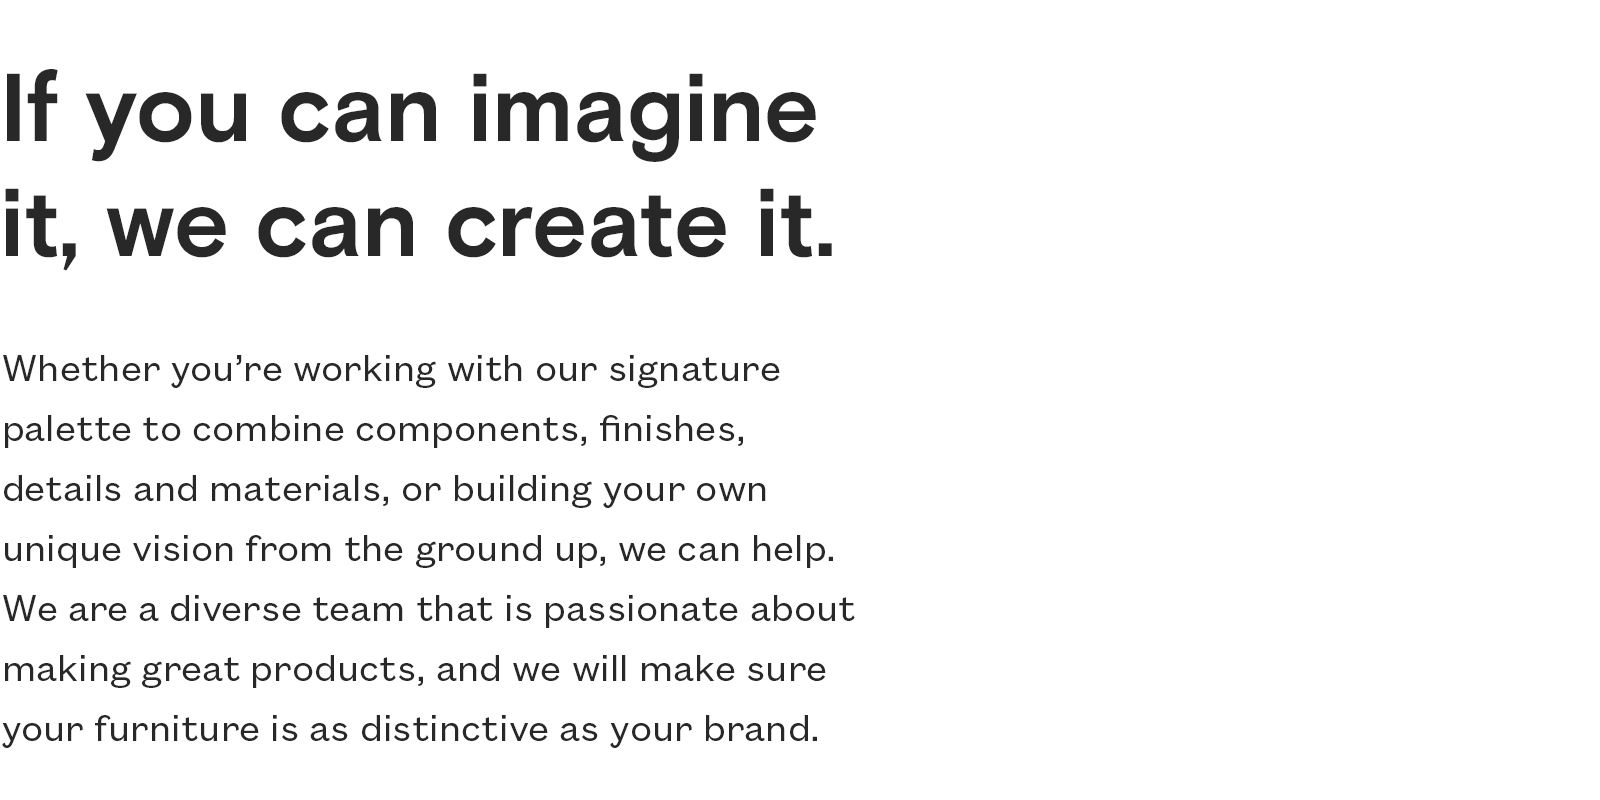 If you can imagine
it, we can create it.
Whether you’re working with our signature
palette to combine components, finishes,
details and materials, or building your own
unique vision from the ground up, we can help.
We are a diverse team that is passionate about
making great products, and we will make sure
your furniture is as distinctive as your brand.